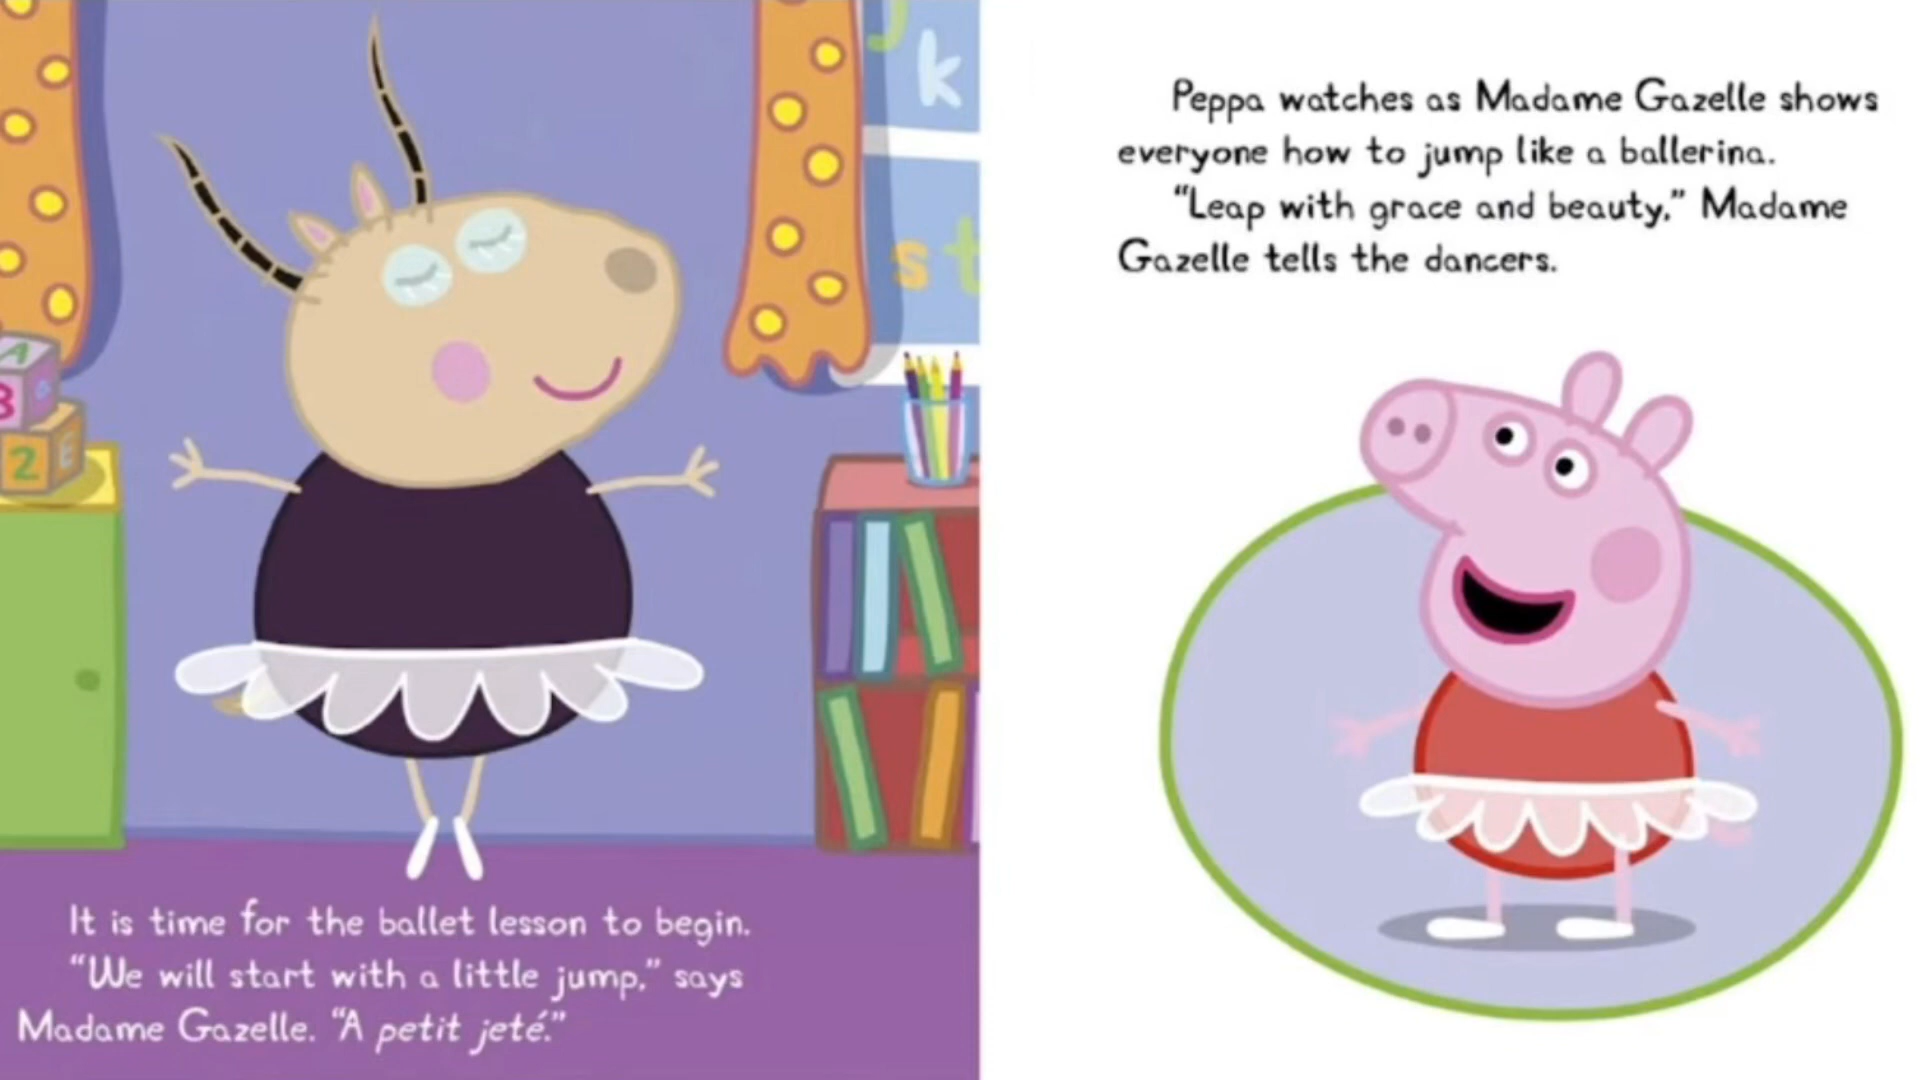 k
s t
A
B
2 E
It is time for the ballet lesson to begin.
"We will start with a little jump," says
Madame Gazelle. "A petit jeté."
Peppa watches as Madame Gazelle shows
everyone how to jump like a ballerina.
"Leap with grace and beauty," Madame
Gazelle tells the dancers.